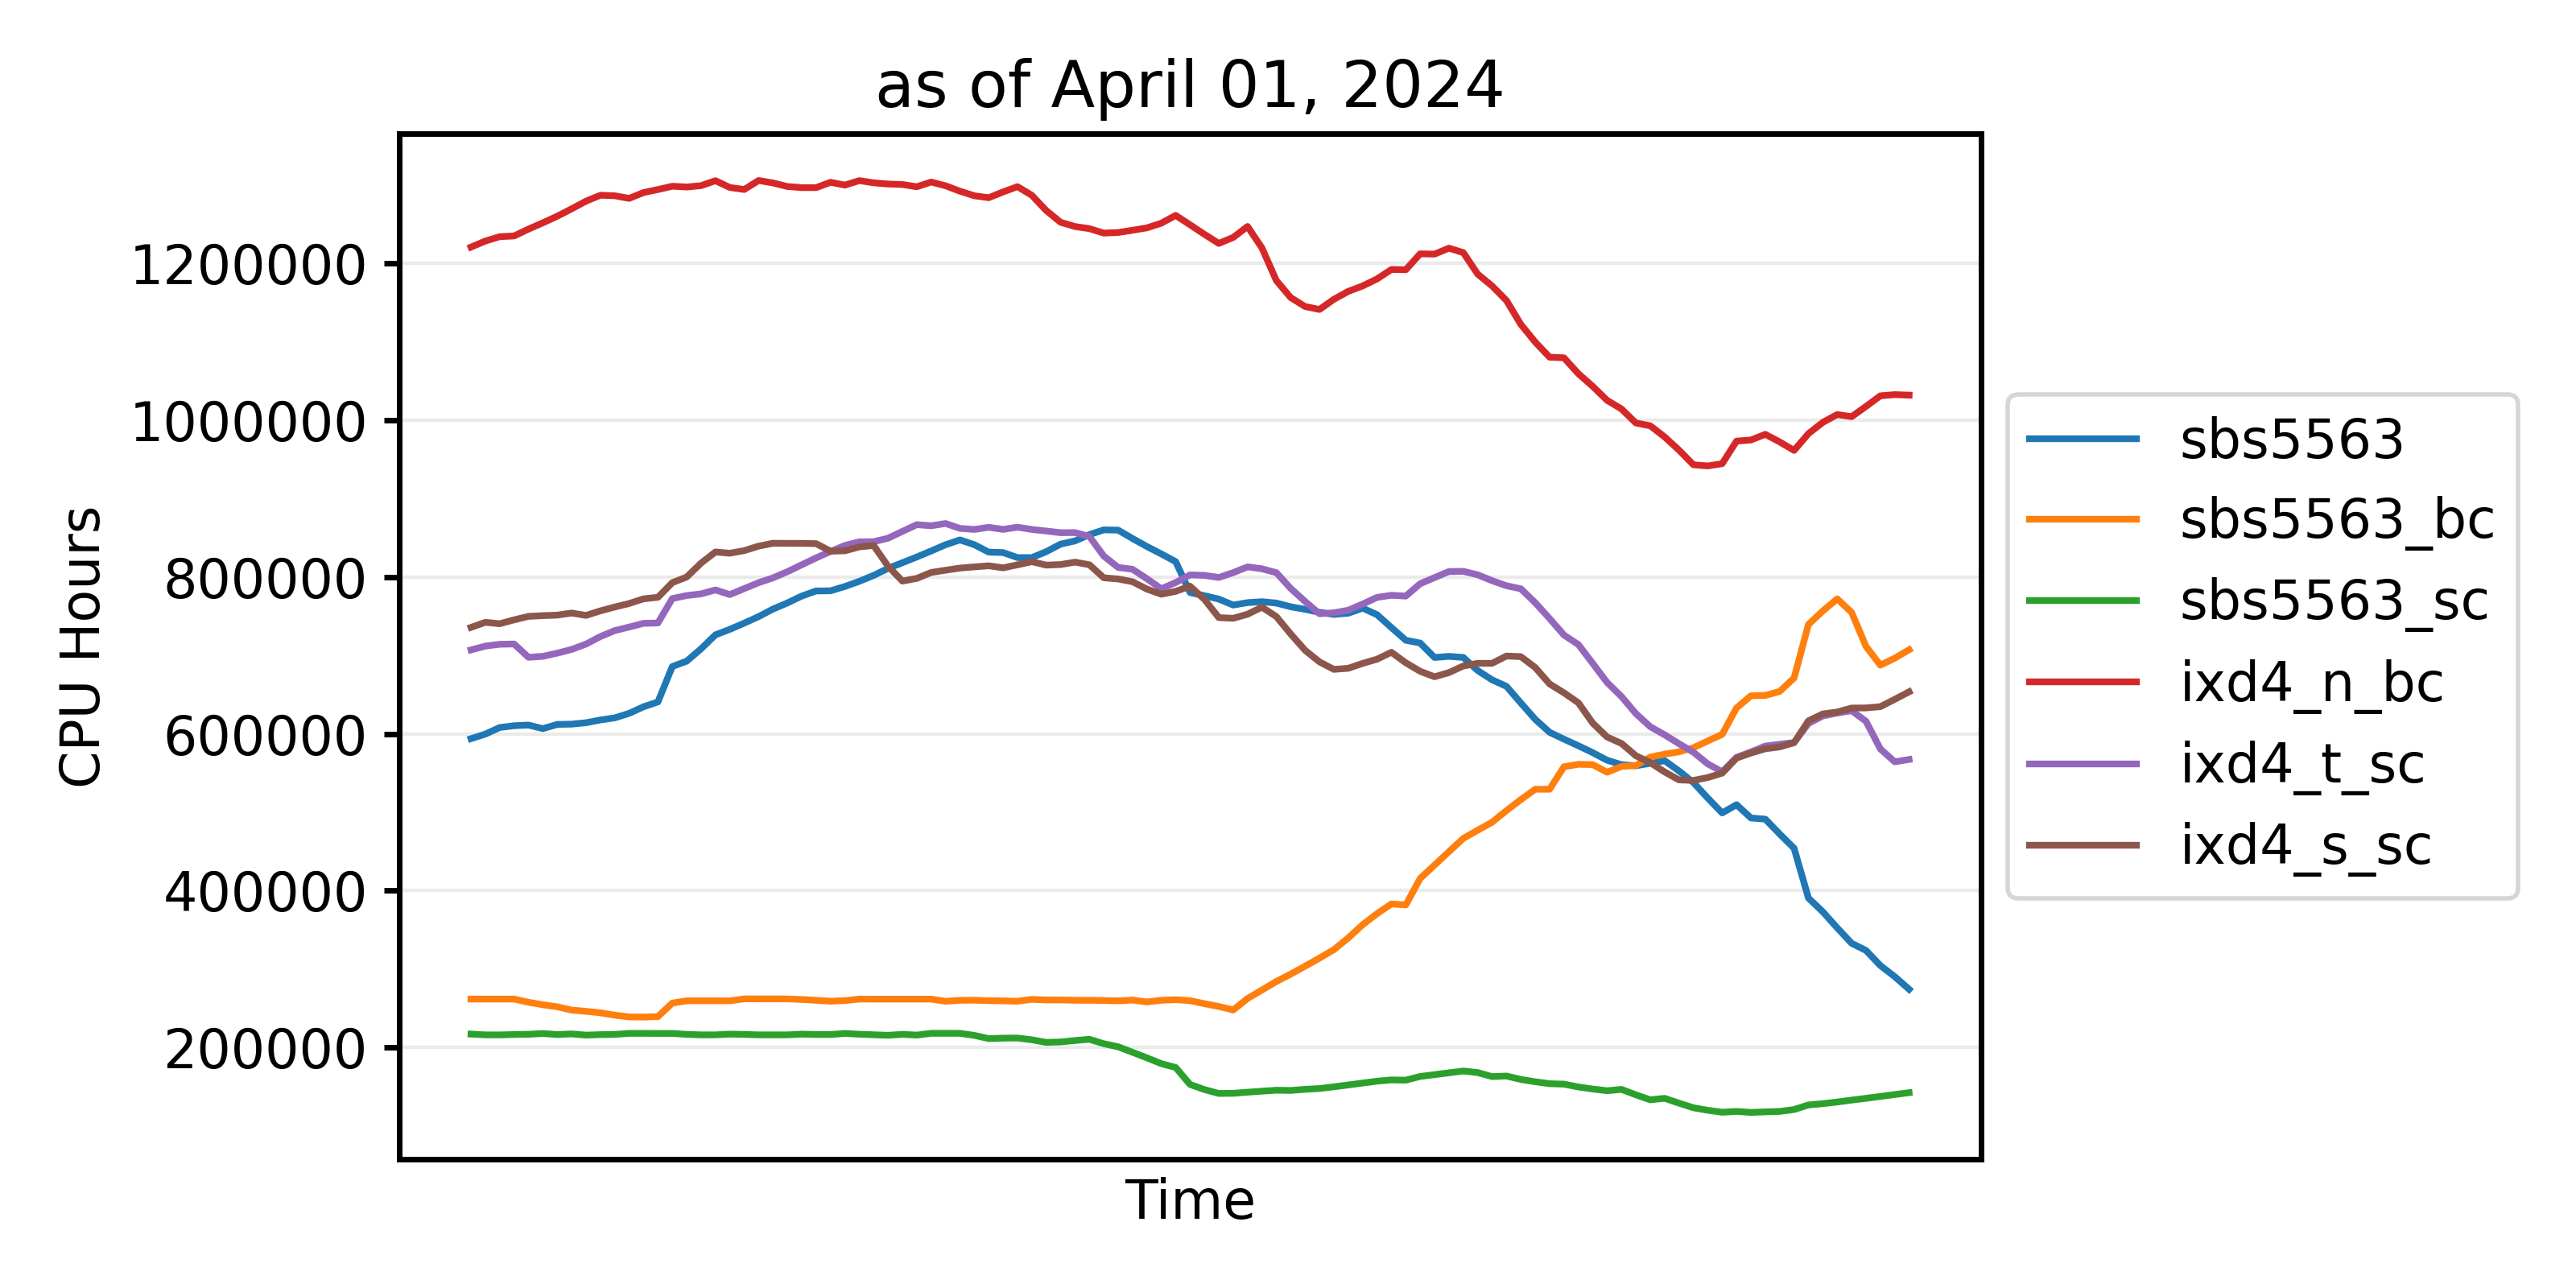 as of April 01, 2024
1200000
1000000
800000
600000
400000
200000
CPU Hours
Time
sbs5563
sbs5563_bc
sbs5563_sc
ixd4_n_bc
ixd4_t_sc
ixd4_s_sc